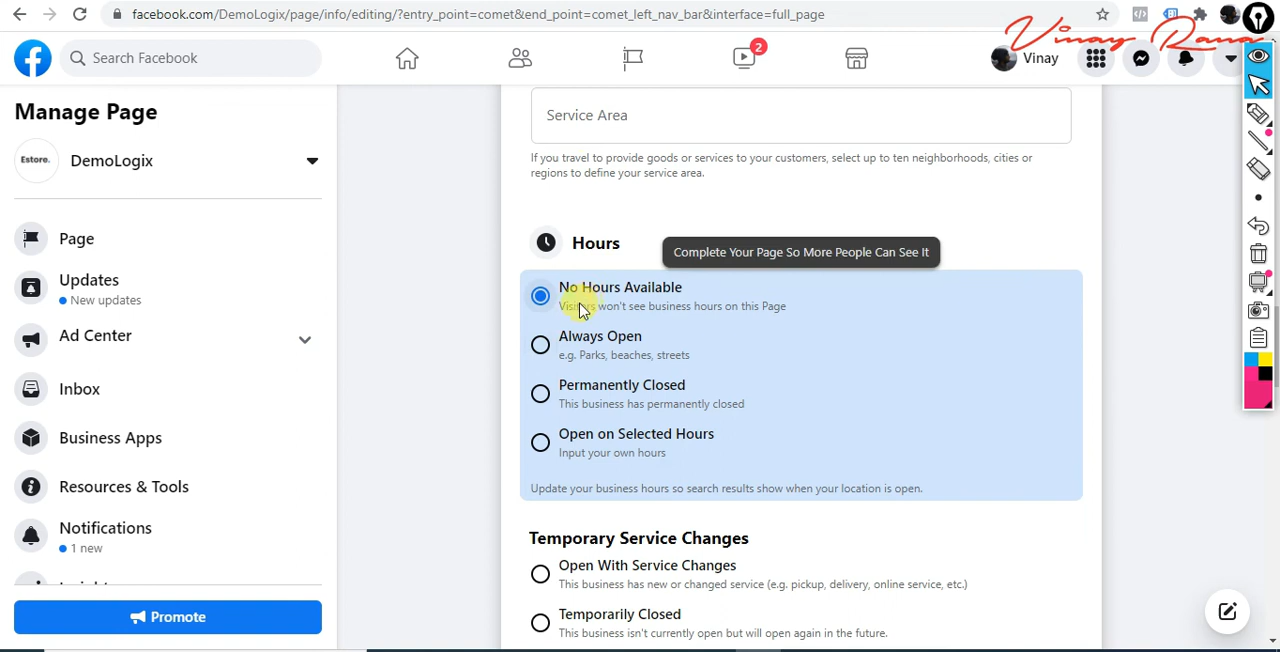 facebook.com/DemoLogix/page/info/editing/?entry_point=comet&end_point=comet_left_nav_bar&interface=full_page
Vinay Rana
Search Facebook
2
Vinay
Manage Page
Estore.
DemoLogix
Page
Updates
New updates
Ad Center
Inbox
Business Apps
Resources & Tools
Notifications
1 new
Promote
Service Area
If you travel to provide goods or services to your customers, select up to ten neighborhoods, cities or
regions to define your service area.
Hours
Complete Your Page So More People Can See It
No Hours Available
Visitors won't see business hours on this Page
Always Open
e.g. Parks, beaches, streets
Permanently Closed
This business has permanently closed
Open on Selected Hours
Input your own hours
Update your business hours so search results show when your location is open.
Temporary Service Changes
Open With Service Changes
This business has new or changed service (e.g. pickup, delivery, online service, etc.)
Temporarily Closed
This business isn't currently open but will open again in the future.